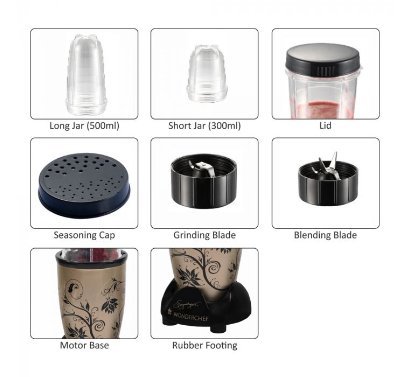 Long Jar (500ml)
Short Jar (300ml)
Lid
Seasoning Cap
Grinding Blade
Blending Blade
WONDERCHEF
Motor Base
Rubber Footing